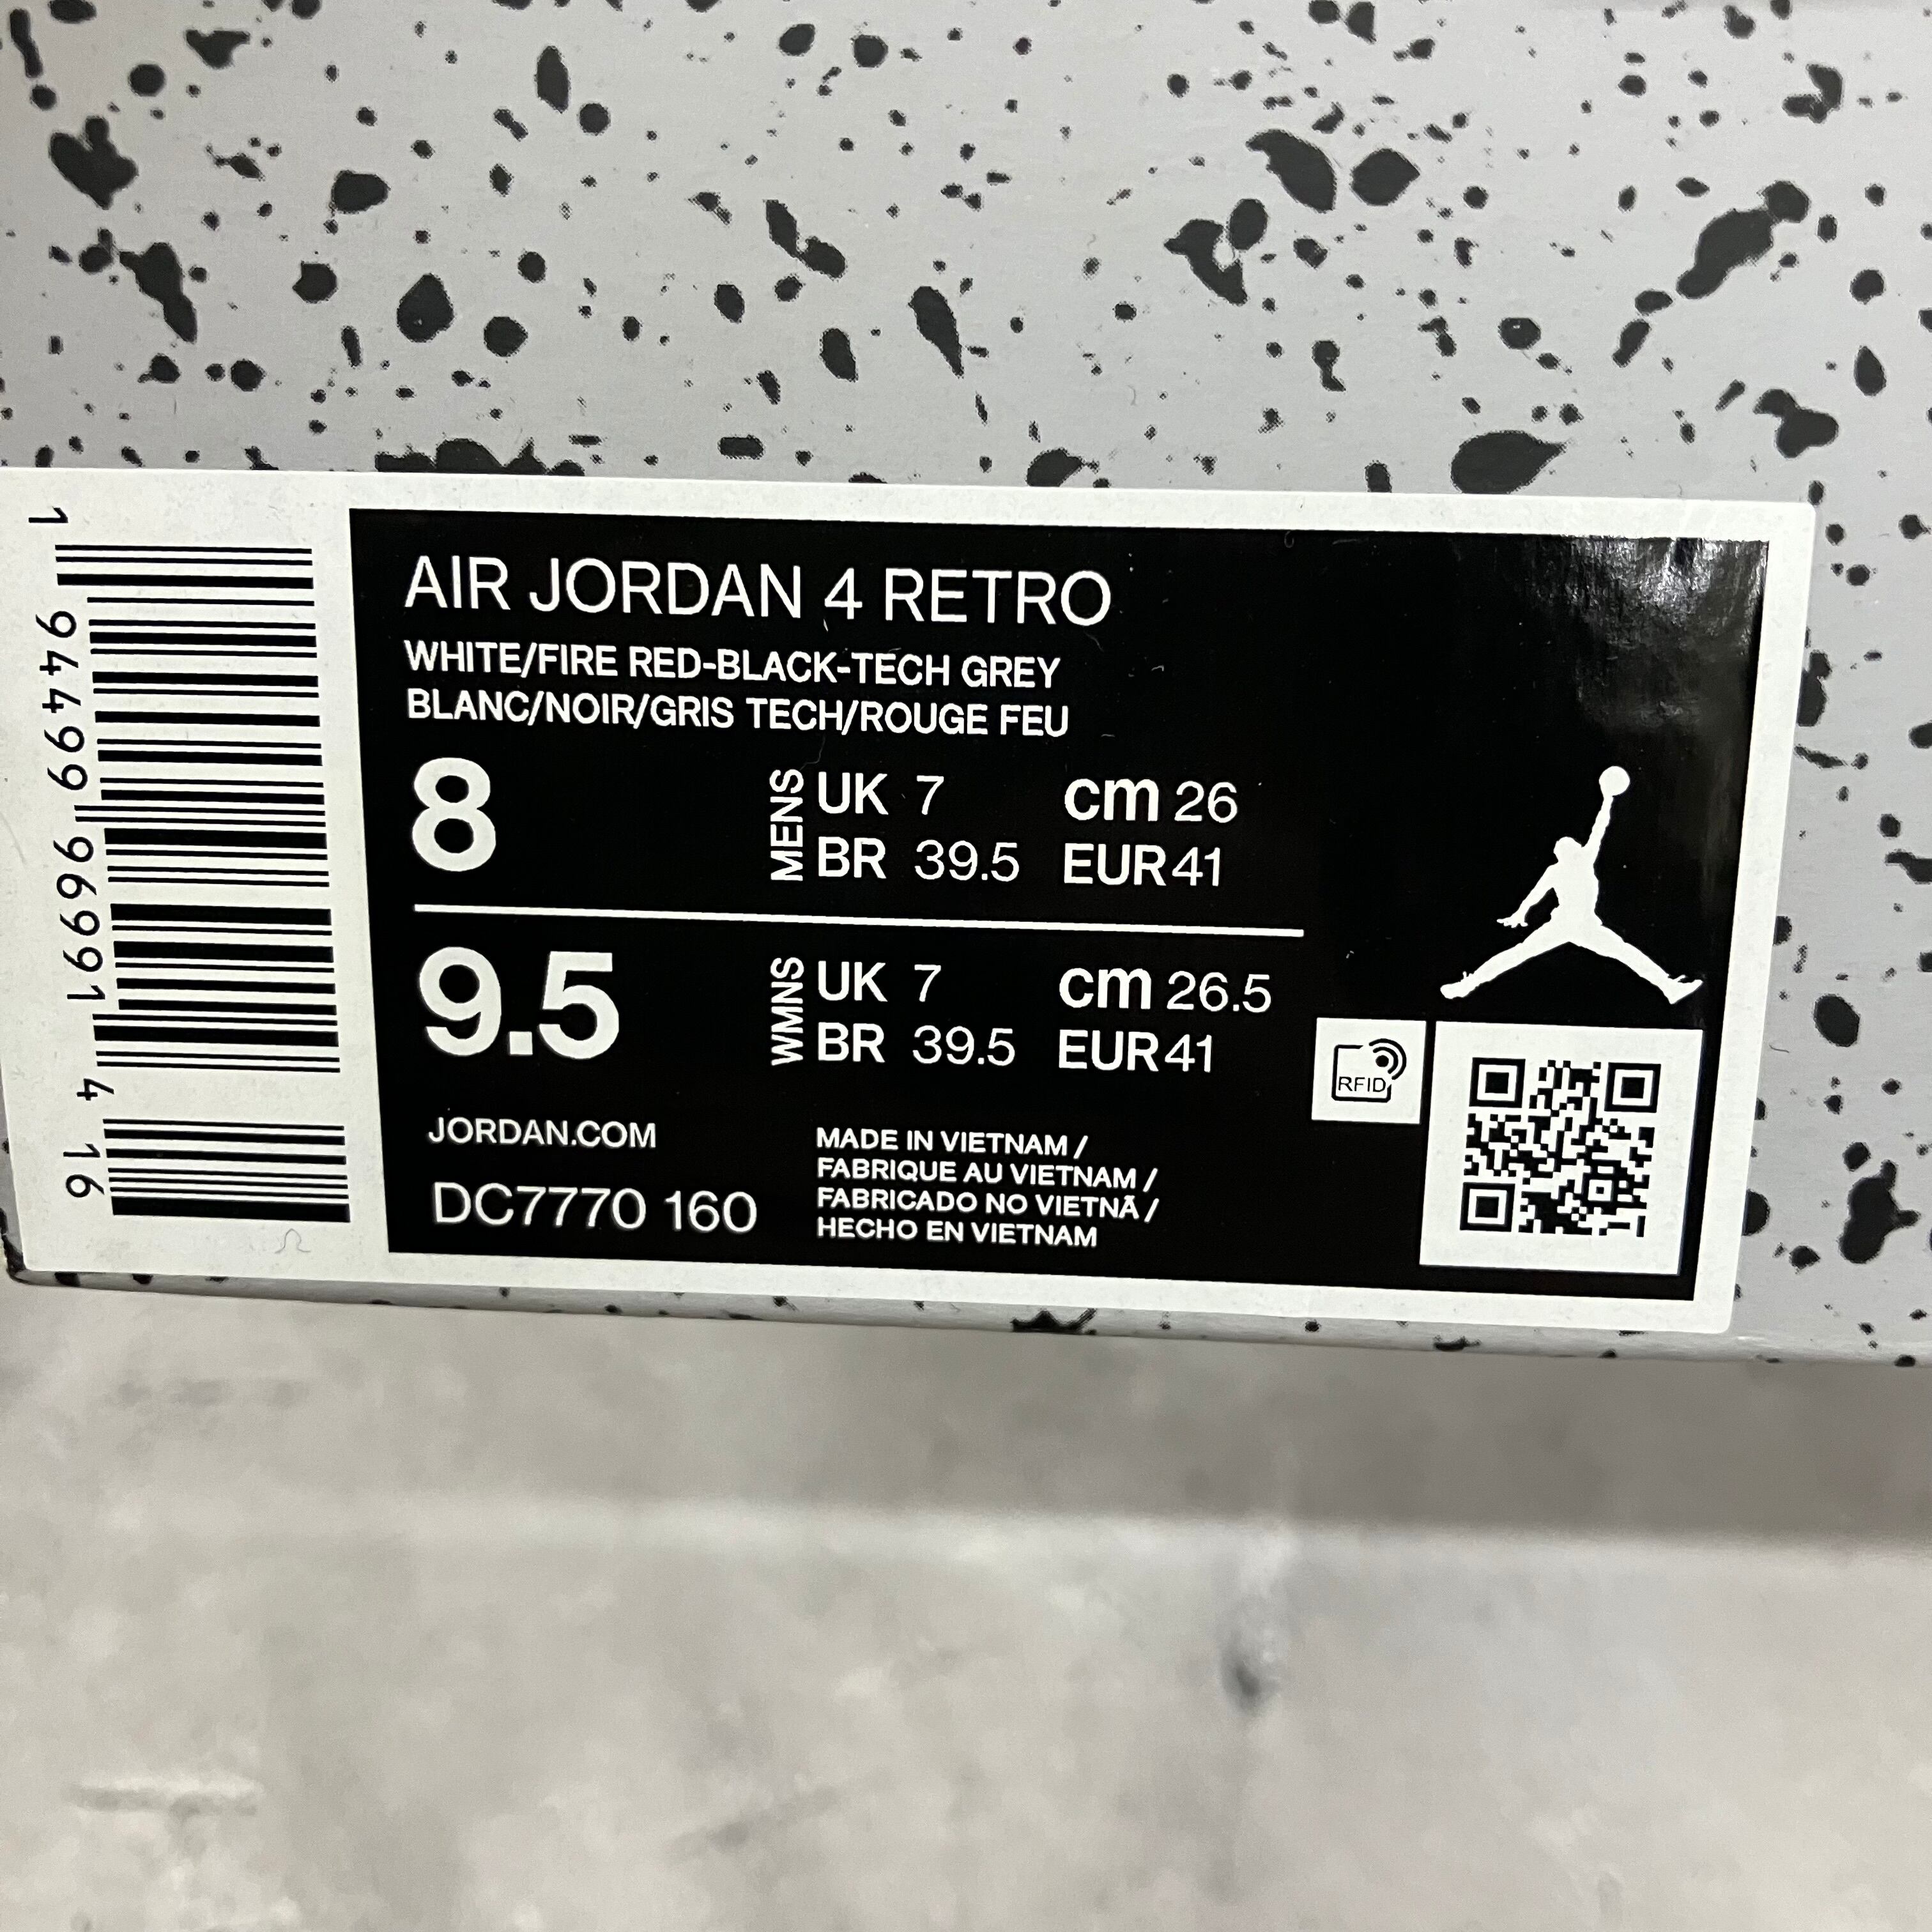 1 94499 96991 4 16
AIR JORDAN 4 RETRO
WHITE/FIRE RED-BLACK-TECH GREY
BLANC/NOIR/GRIS TECH/ROUGE FEU
8
MENS
UK 7 cm 26
BR 39.5 EUR 41
9.5
WMNS
UK 7 cm 26.5
BR 39.5 EUR 41
RFID
JORDAN.COM
DC7770 160
MADE IN VIETNAM /
FABRIQUE AU VIETNAM /
FABRICADO NO VIETNÃ /
HECHO EN VIETNAM